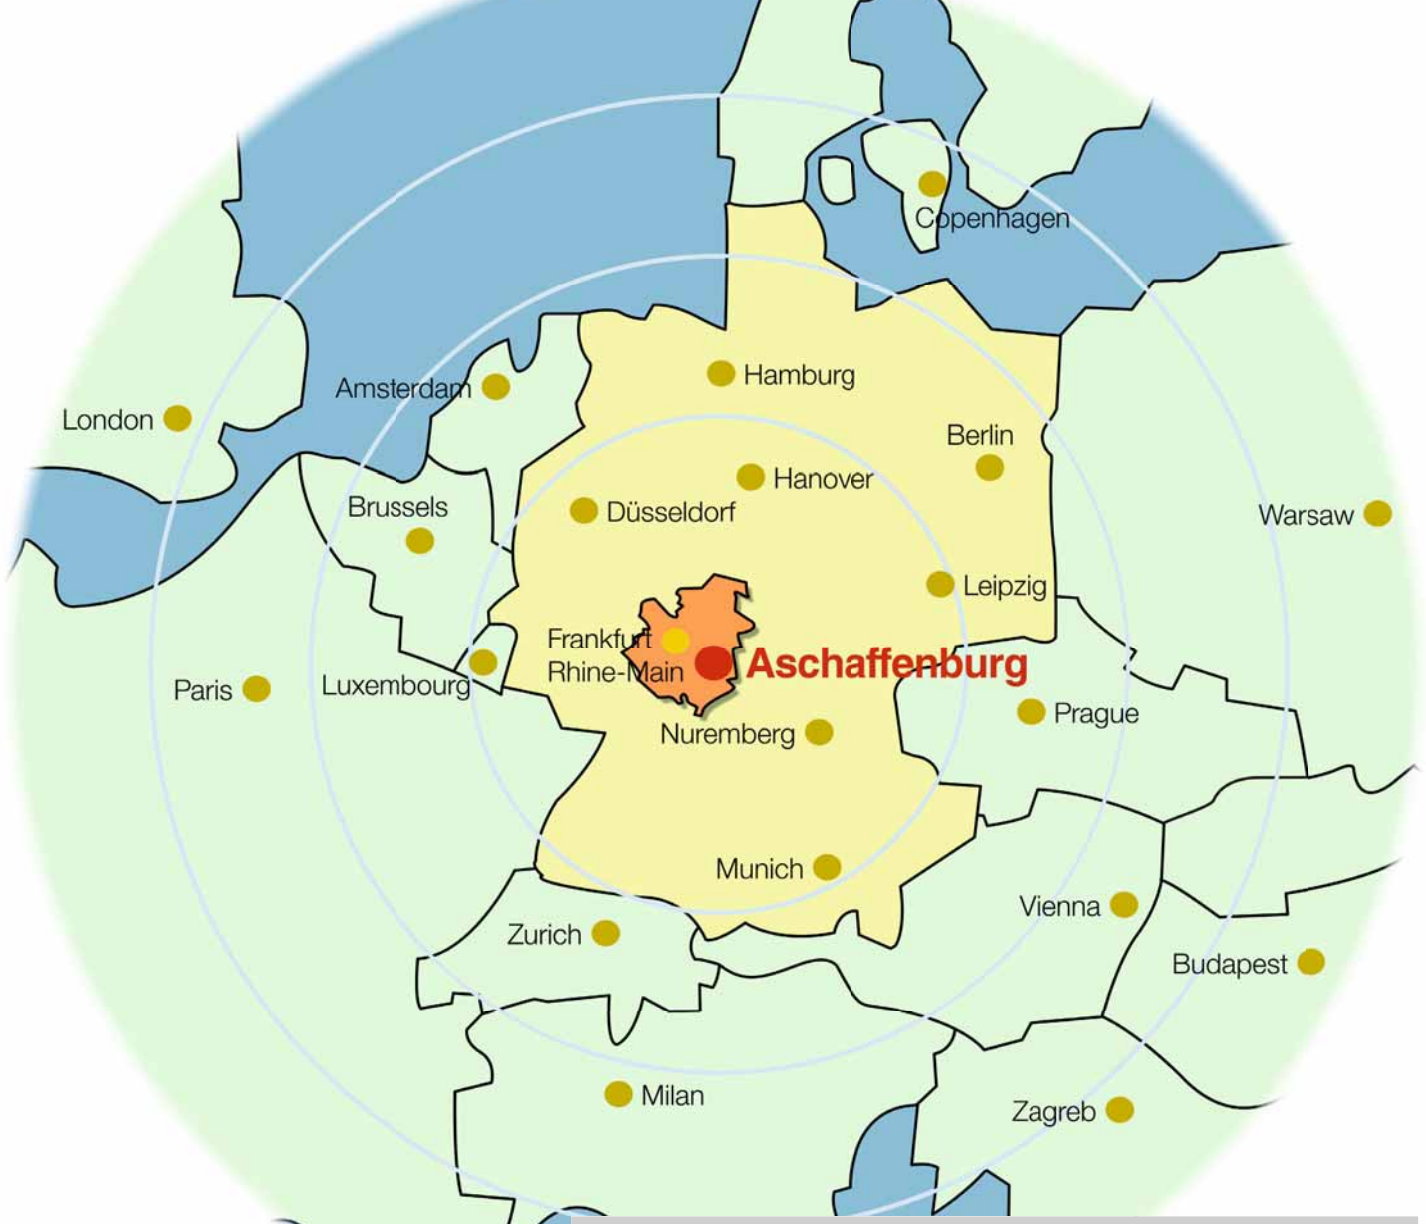 Copenhagen
Hamburg
Amsterdam
London
Berlin
Hanover
Brussels
Düsseldorf
Warsaw
Leipzig
Frankfurt
Rhine-Main
Aschaffenburg
Paris
Luxembourg
Prague
Nuremberg
Munich
Vienna
Zurich
Budapest
Milan
Zagreb